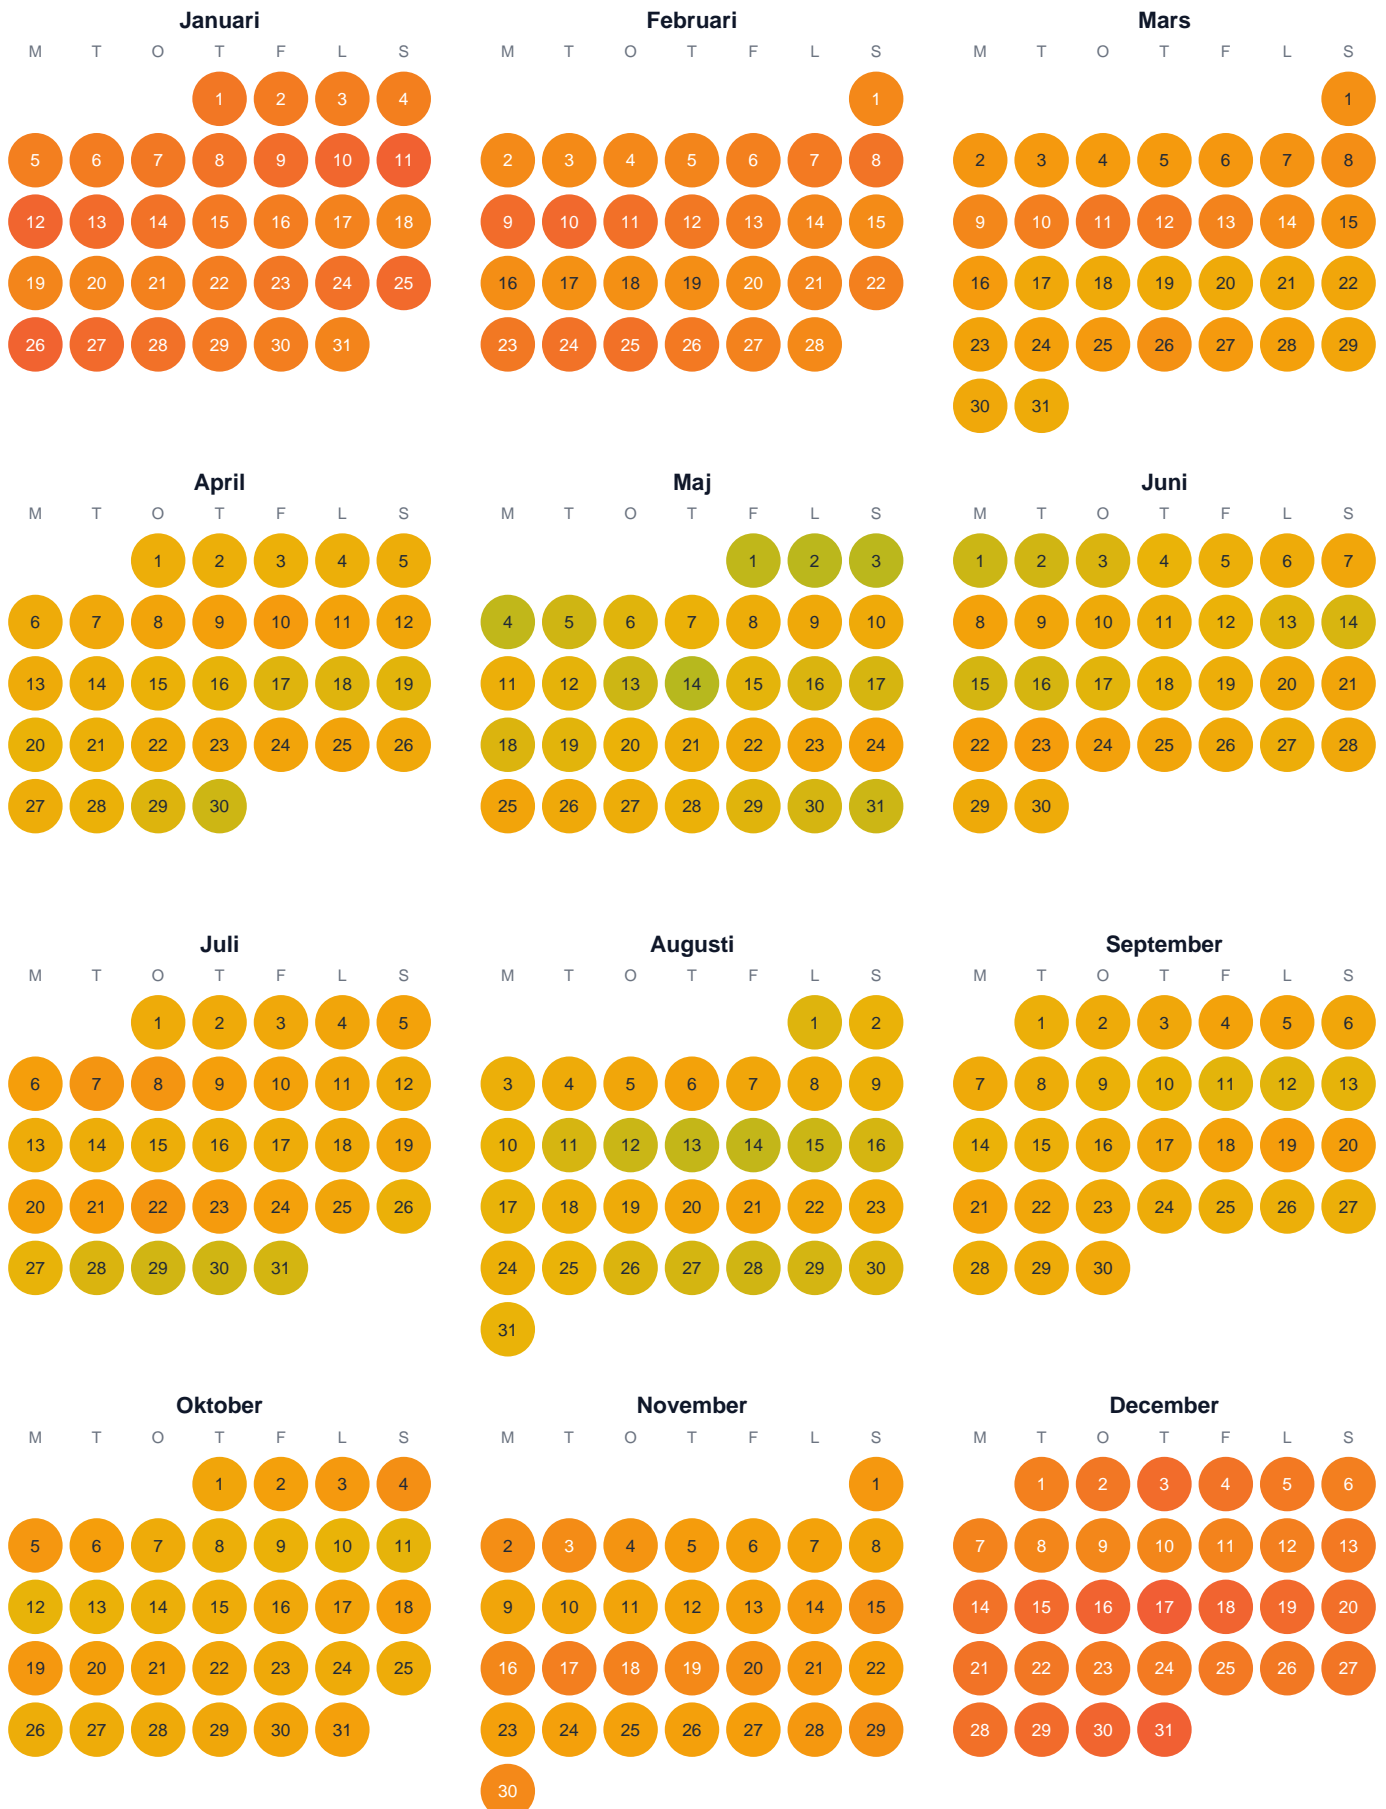 Januari
M T O T F L S
1 2 3 4
5 6 7 8 9 10 11
12 13 14 15 16 17 18
19 20 21 22 23 24 25
26 27 28 29 30 31
Februari
M T O T F L S
1
2 3 4 5 6 7 8
9 10 11 12 13 14 15
16 17 18 19 20 21 22
23 24 25 26 27 28
Mars
M T O T F L S
1
2 3 4 5 6 7 8
9 10 11 12 13 14 15
16 17 18 19 20 21 22
23 24 25 26 27 28 29
30 31
April
M T O T F L S
1 2 3 4 5
6 7 8 9 10 11 12
13 14 15 16 17 18 19
20 21 22 23 24 25 26
27 28 29 30
Maj
M T O T F L S
1 2 3
4 5 6 7 8 9 10
11 12 13 14 15 16 17
18 19 20 21 22 23 24
25 26 27 28 29 30 31
Juni
M T O T F L S
1 2 3 4 5 6 7
8 9 10 11 12 13 14
15 16 17 18 19 20 21
22 23 24 25 26 27 28
29 30
Juli
M T O T F L S
1 2 3 4 5
6 7 8 9 10 11 12
13 14 15 16 17 18 19
20 21 22 23 24 25 26
27 28 29 30 31
Augusti
M T O T F L S
1 2
3 4 5 6 7 8 9
10 11 12 13 14 15 16
17 18 19 20 21 22 23
24 25 26 27 28 29 30
31
September
M T O T F L S
1 2 3 4 5 6
7 8 9 10 11 12 13
14 15 16 17 18 19 20
21 22 23 24 25 26 27
28 29 30
Oktober
M T O T F L S
1 2 3 4
5 6 7 8 9 10 11
12 13 14 15 16 17 18
19 20 21 22 23 24 25
26 27 28 29 30 31
November
M T O T F L S
1
2 3 4 5 6 7 8
9 10 11 12 13 14 15
16 17 18 19 20 21 22
23 24 25 26 27 28 29
30
December
M T O T F L S
1 2 3 4 5 6
7 8 9 10 11 12 13
14 15 16 17 18 19 20
21 22 23 24 25 26 27
28 29 30 31